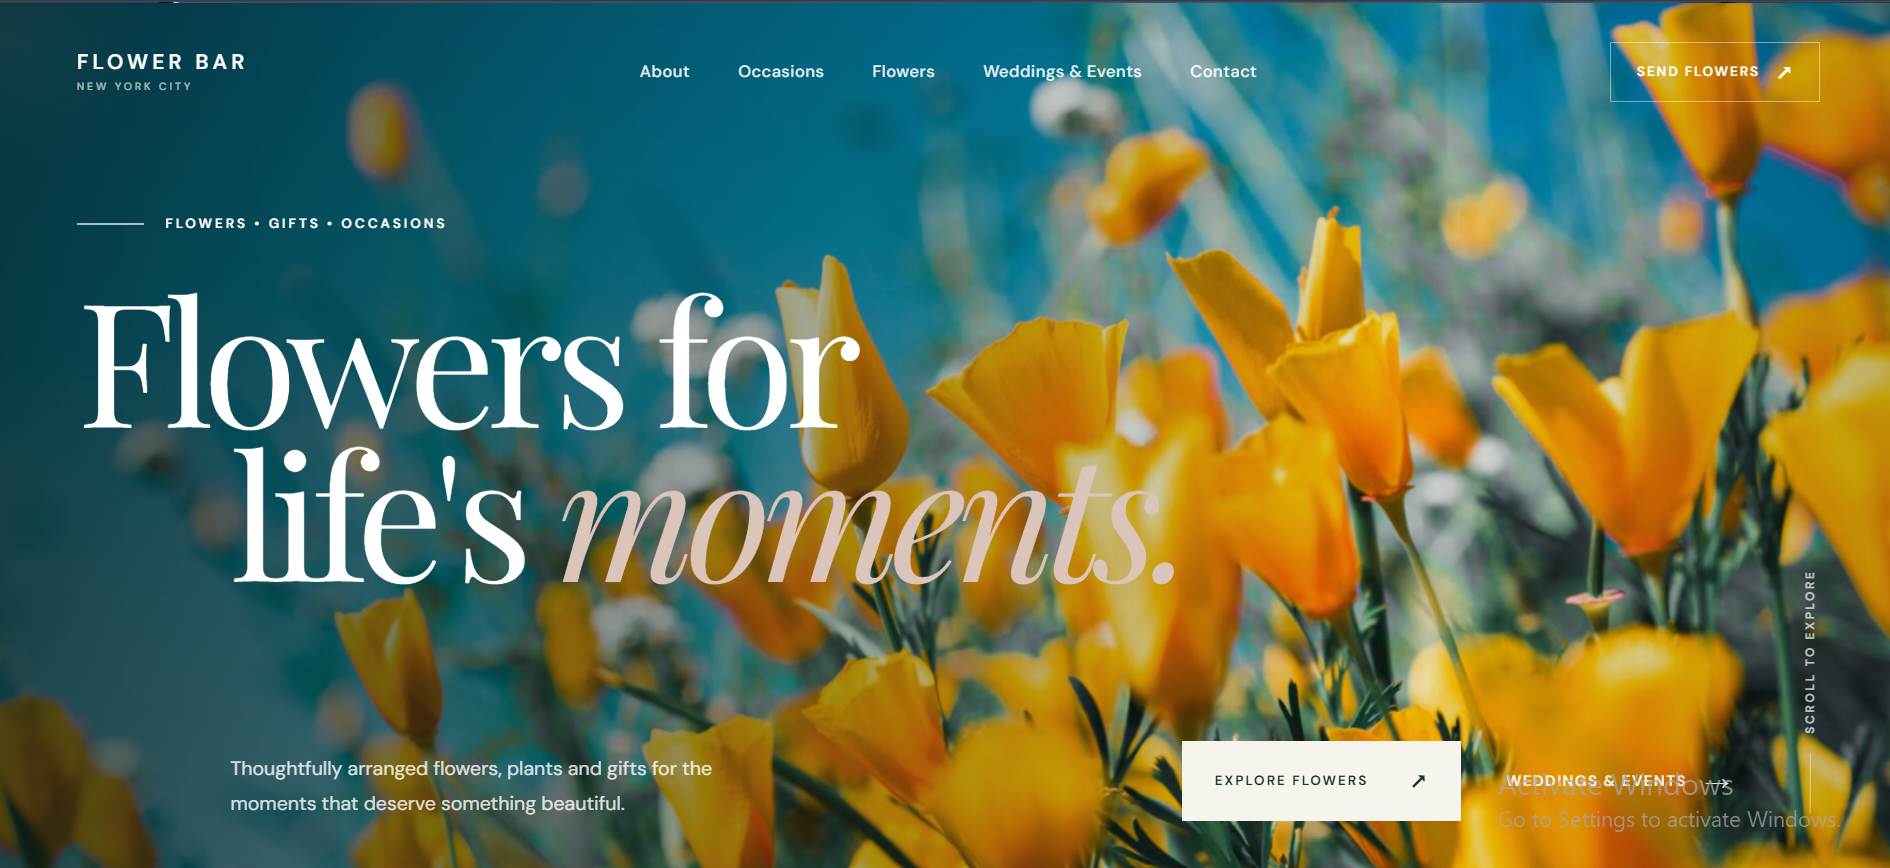 FLOWER BAR
NEW YORK CITY
About Occasions Flowers Weddings & Events Contact
SEND FLOWERS ↗
FLOWERS • GIFTS • OCCASIONS
Flowers for
life's moments.
SCROLL TO EXPLORE
Thoughtfully arranged flowers, plants and gifts for the
moments that deserve something beautiful.
EXPLORE FLOWERS ↗
WEDDINGS & EVENTS →
Activate Windows
Go to Settings to activate Windows.